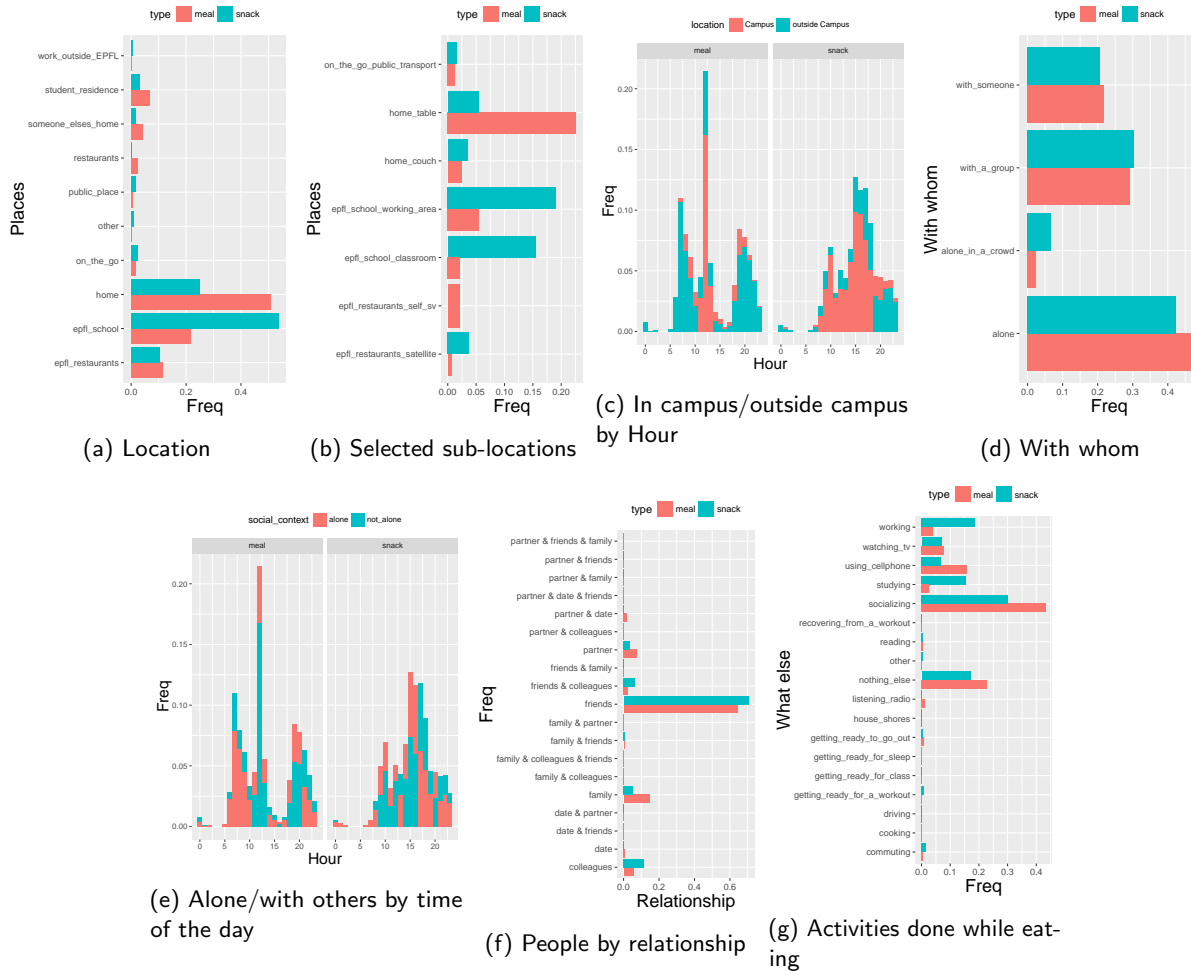 type meal snack
work_outside_EPFL
student_residence
someone_elses_home
restaurants
public_place
other
on_the_go
home
epfl_school
epfl_restaurants
Places
0.0 0.2 0.4
Freq
(a) Location
type meal snack
on_the_go_public_transport
home_table
home_couch
epfl_school_working_area
epfl_school_classroom
epfl_restaurants_self_sv
epfl_restaurants_satellite
Places
0.00 0.05 0.10 0.15 0.20
Freq
(b) Selected sub-locations
location Campus outside Campus
meal snack
0.20
0.15
0.10
0.05
0.00
Freq
0 5 10 15 20 0 5 10 15 20
Hour
(c) In campus/outside campus
by Hour
type meal snack
with_someone
with_a_group
alone_in_a_crowd
alone
With whom
0.0 0.1 0.2 0.3 0.4
Freq
(d) With whom
social_context alone not_alone
meal snack
0.20
0.15
0.10
0.05
0.00
Freq
0 5 10 15 20 0 5 10 15 20
Hour
(e) Alone/with others by time
of the day
type meal snack
partner & friends & family
partner & friends
partner & family
partner & date & friends
partner & date
partner & colleagues
partner
friends & family
friends & colleagues
friends
family & partner
family & friends
family & colleagues & friends
family & colleagues
family
date & partner
date & friends
date
colleagues
Freq
0.0 0.2 0.4 0.6
Relationship
(f) People by relationship
type meal snack
working
watching_tv
using_cellphone
studying
socializing
recovering_from_a_workout
reading
other
nothing_else
listening_radio
house_shores
getting_ready_to_go_out
getting_ready_for_sleep
getting_ready_for_class
getting_ready_for_a_workout
driving
cooking
commuting
What else
0.0 0.1 0.2 0.3 0.4
Freq
(g) Activities done while eat-
ing